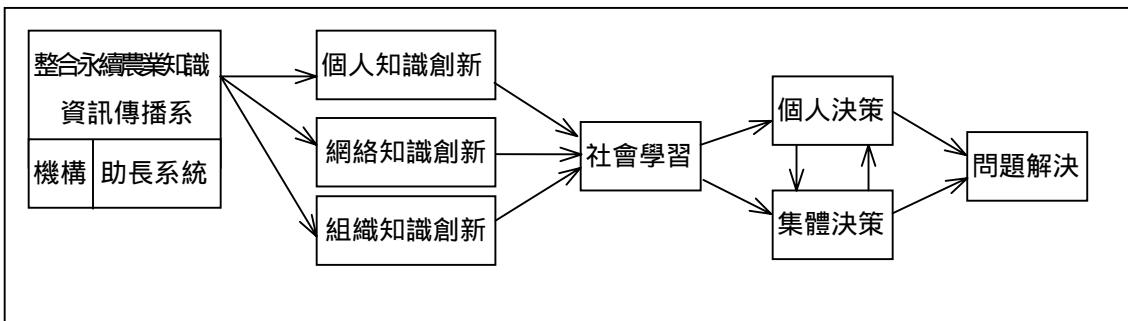 整合永續農業知識
資訊傳播系
機構
助長系統
個人知識創新
網絡知識創新
組織知識創新
社會學習
個人決策
集體決策
問題解決